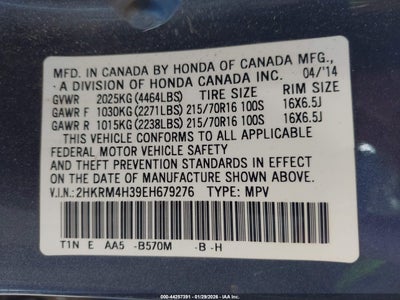 MFD. IN CANADA BY HONDA OF CANADA MFG.,
A DIVISION OF HONDA CANADA INC. 04/'14
GVWR 2025KG (4464LBS) TIRE SIZE RIM SIZE
GAWR F 1030KG (2271LBS) 215/70R16 100S 16X6.5J
GAWR R 1015KG (2238LBS) 215/70R16 100S 16X6.5J
THIS VEHICLE CONFORMS TO ALL APPLICABLE
FEDERAL MOTOR VEHICLE SAFETY
AND THEFT PREVENTION STANDARDS IN EFFECT
ON THE DATE OF MANUFACTURE SHOWN ABOVE.
V.I.N.: 2HKRM4H39EH679276 TYPE: MPV
T1N E AA5 -B570M -B -H
000-44207391 - 01/29/2026 - IAA Inc.